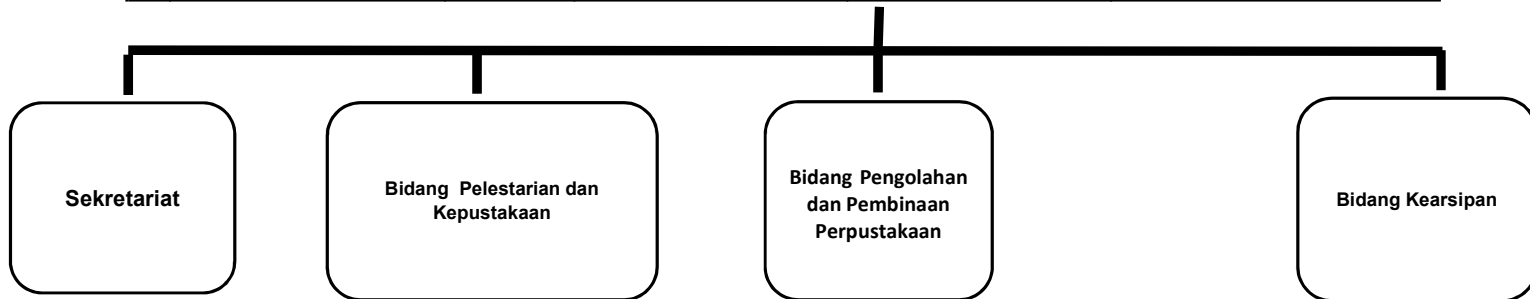 Sekretariat
Bidang Pelestarian dan
Kepustakaan
Bidang Pengolahan
dan Pembinaan
Perpustakaan
Bidang Kearsipan